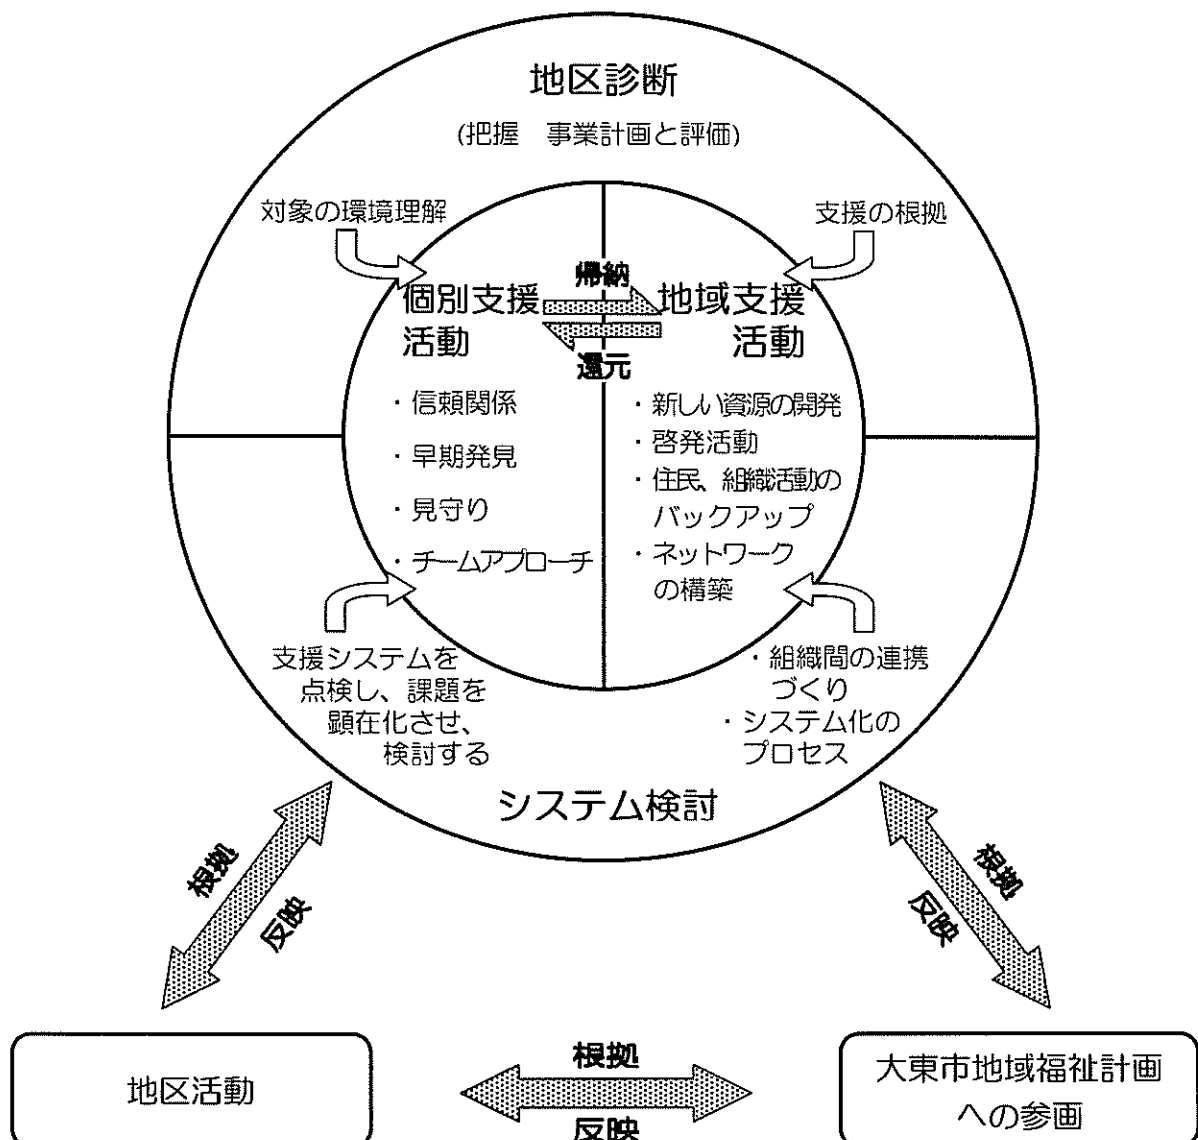 地区診断
(把握　事業計画と評価)
対象の環境理解
支援の根拠
帰納
個別支援
活動
地域支援
活動
還元
・信頼関係
・早期発見
・見守り
・チームアプローチ
・新しい資源の開発
・啓発活動
・住民、組織活動の
バックアップ
・ネットワーク
の構築
支援システムを
点検し、課題を
顕在化させ、
検討する
・組織間の連携
づくり
・システム化の
プロセス
システム検討
根拠
反映
根拠
反映
地区活動
根拠
反映
大東市地域福祉計画
への参画